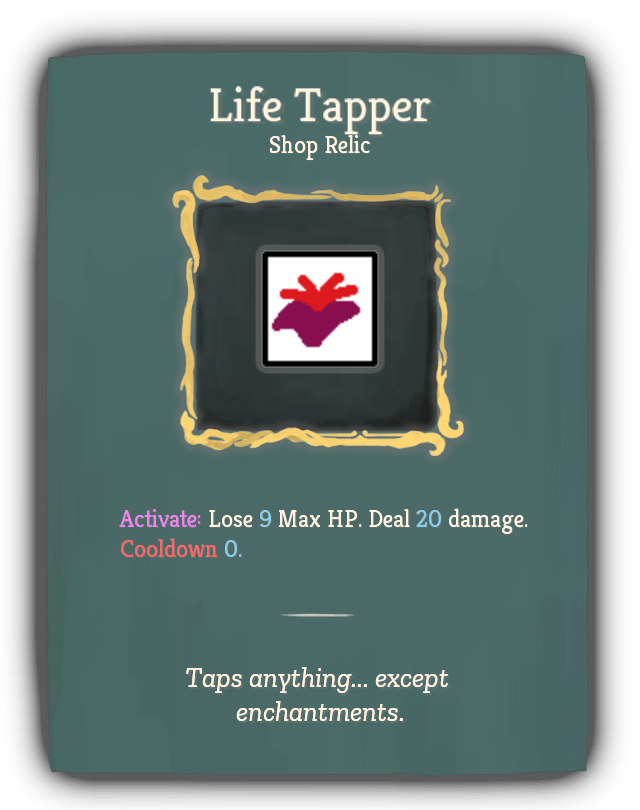 Life Tapper
Shop Relic
Activate: Lose 9 Max HP. Deal 20 damage.
Cooldown 0.
Taps anything... except
enchantments.